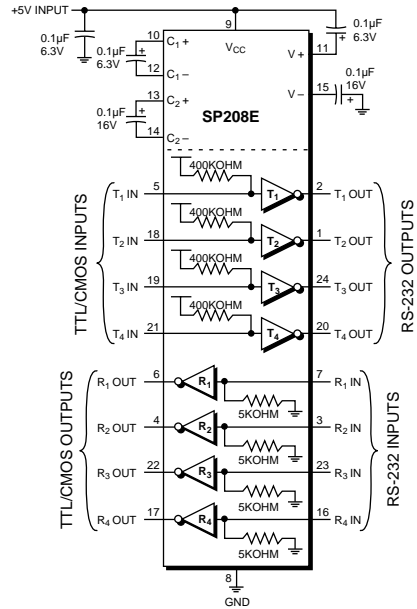 +5V INPUT
0.1µF
6.3V
10
C1 +
9
VCC
V +
11
0.1µF
6.3V
0.1µF
6.3V
12
C1 –
13
C2 +
0.1µF
16V
14
C2 –
V –
15
0.1µF
16V
+
+
+
+
+
SP208E
TTL/CMOS INPUTS
RS-232 OUTPUTS
400KOHM
T1 IN
5
T1
2
T1 OUT
400KOHM
T2 IN
18
T2
1
T2 OUT
400KOHM
T3 IN
19
T3
24
T3 OUT
400KOHM
T4 IN
21
T4
20
T4 OUT
TTL/CMOS OUTPUTS
RS-232 INPUTS
R1 OUT
6
R1
7
R1 IN
5KOHM
R2 OUT
4
R2
3
R2 IN
5KOHM
R3 OUT
22
R3
23
R3 IN
5KOHM
R4 OUT
17
R4
16
R4 IN
5KOHM
8
GND